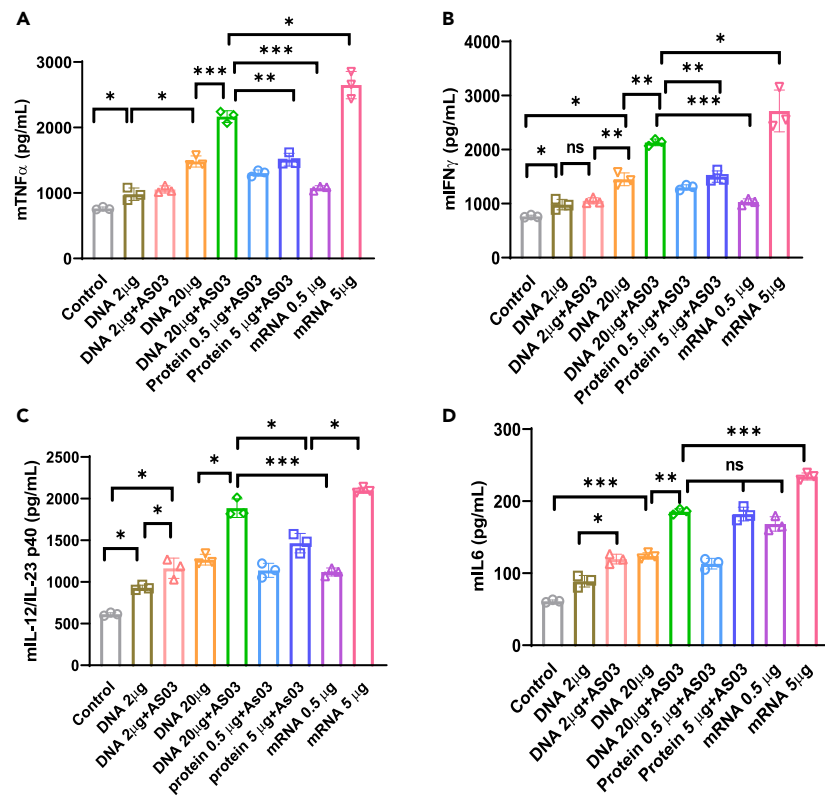 A
mTNFα (pg/mL)
3000
2000
1000
0
*
*
***
**
***
*
Control
DNA 2μg
DNA 2μg+AS03
DNA 20μg
DNA 20μg+AS03
Protein 0.5 μg+AS03
Protein 5 μg+AS03
mRNA 0.5 μg
mRNA 5μg
B
mIFNγ (pg/mL)
4000
3000
2000
1000
0
*
ns
**
*
**
***
**
*
Control
DNA 2μg
DNA 2μg+AS03
DNA 20μg
DNA 20μg+AS03
Protein 0.5 μg+AS03
Protein 5 μg+AS03
mRNA 0.5 μg
mRNA 5μg
C
mIL-12/IL-23 p40 (pg/mL)
2500
2000
1500
1000
500
0
*
*
*
*
***
*
*
Control
DNA 2μg
DNA 2μg+AS03
DNA 20μg
DNA 20μg+AS03
protein 0.5 μg+AS03
protein 5 μg+AS03
mRNA 0.5 μg
mRNA 5 μg
D
mIL6 (pg/mL)
300
200
100
0
*
***
**
ns
***
Control
DNA 2μg
DNA 2μg+AS03
DNA 20μg
DNA 20μg+AS03
Protein 0.5 μg+AS03
Protein 5 μg+AS03
mRNA 0.5 μg
mRNA 5μg